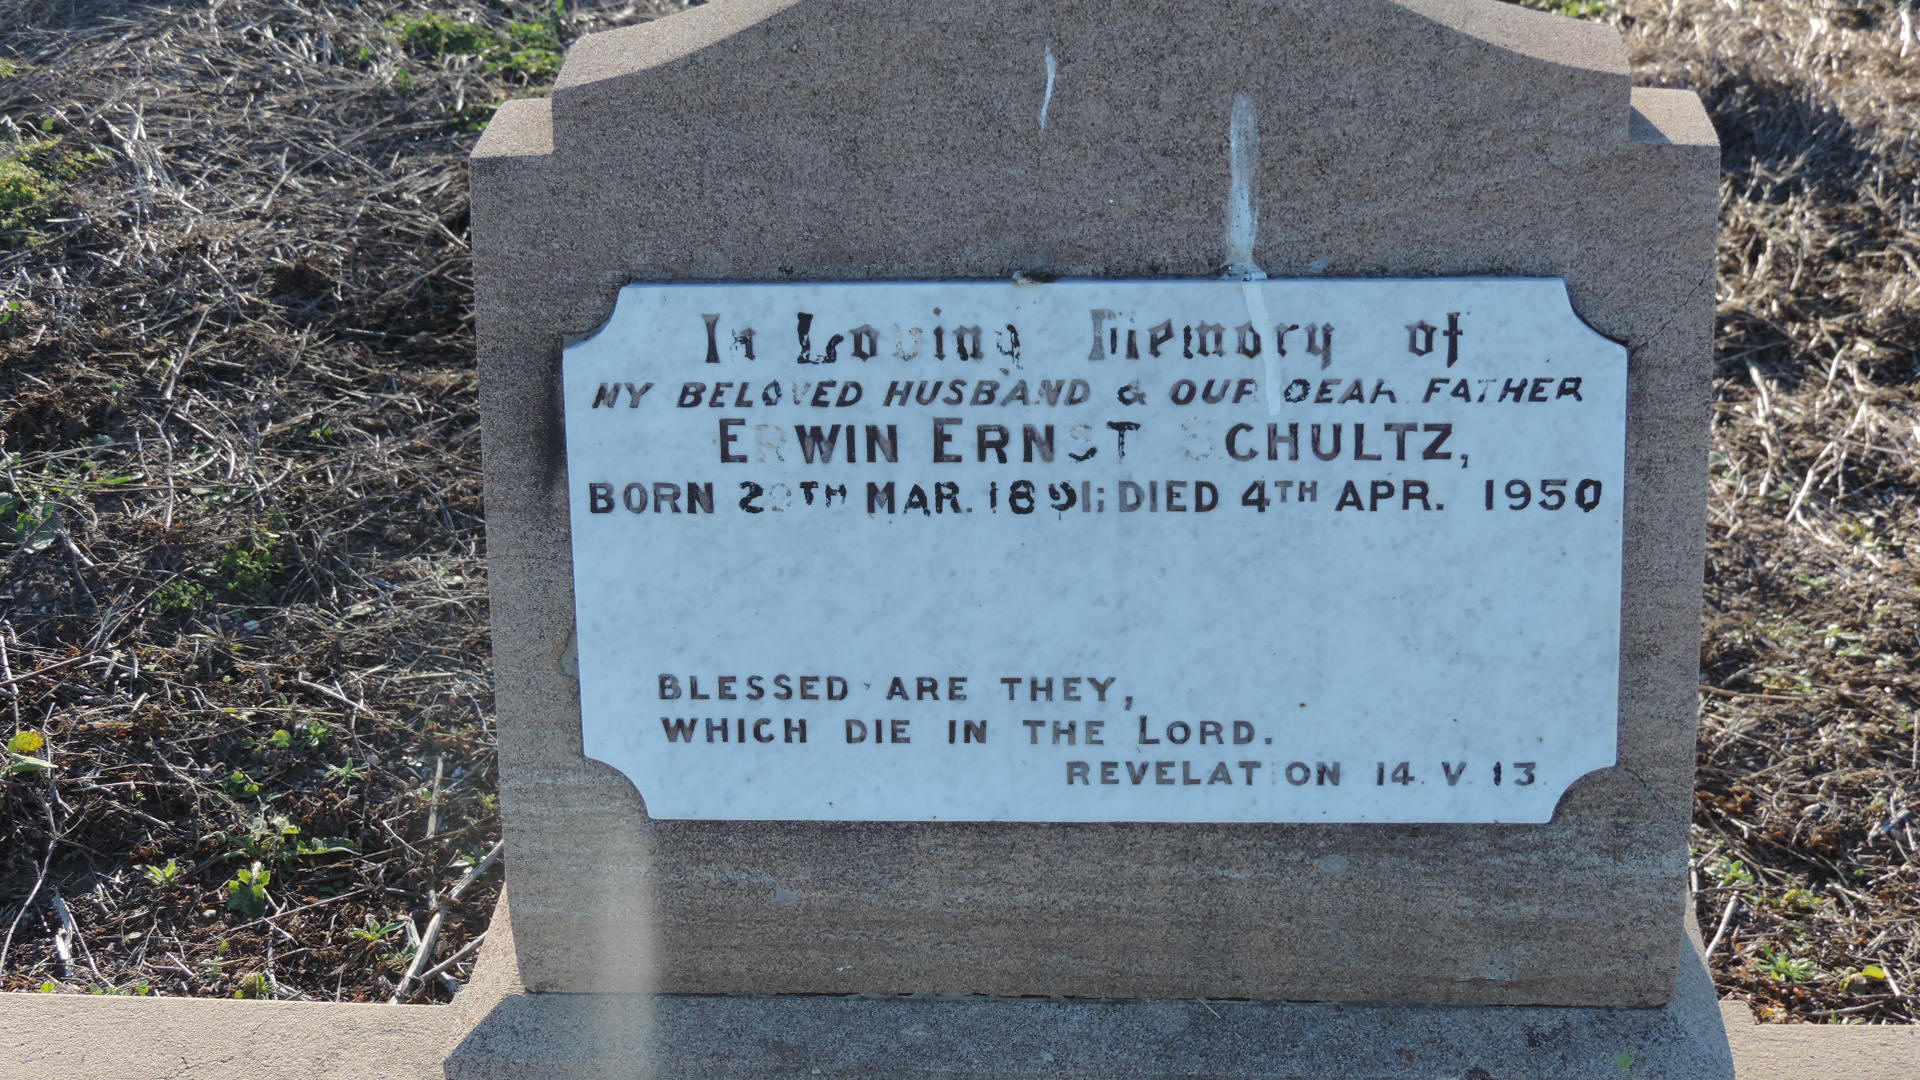 In Loving Memory of
MY BELOVED HUSBAND & OUR DEAR FATHER
ERWIN ERNST SCHULTZ,
BORN MAR. 1891; DIED 4TH APR. 1950
BLESSED ARE THEY,
WHICH DIE IN THE LORD.
REVELATION 14. V. 13.